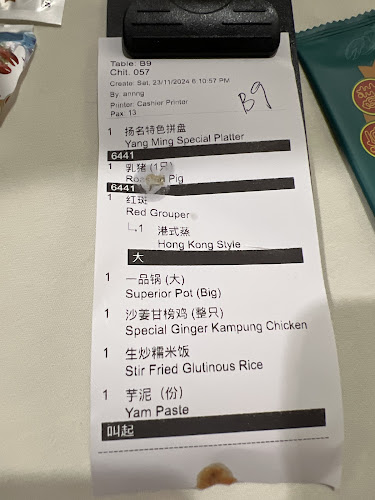 Table: B9
Chit. 057
Create: Sat, 23/11/2024 6:10:57 PM
By: annng
Printer: Cashier Printer
Pax: 13
B9
1 扬名特色拼盘
Yang Ming Special Platter
6441
1 乳猪 (1只)
Pig
6441
1 红斑
Red Grouper
1 港式蒸
Hong Kong Style
大
1 一品锅 (大)
Superior Pot (Big)
1 沙姜甘榜鸡 (整只)
Special Ginger Kampung Chicken
1 生炒糯米饭
Stir Fried Glutinous Rice
1 芋泥（份）
Yam Paste
叫起